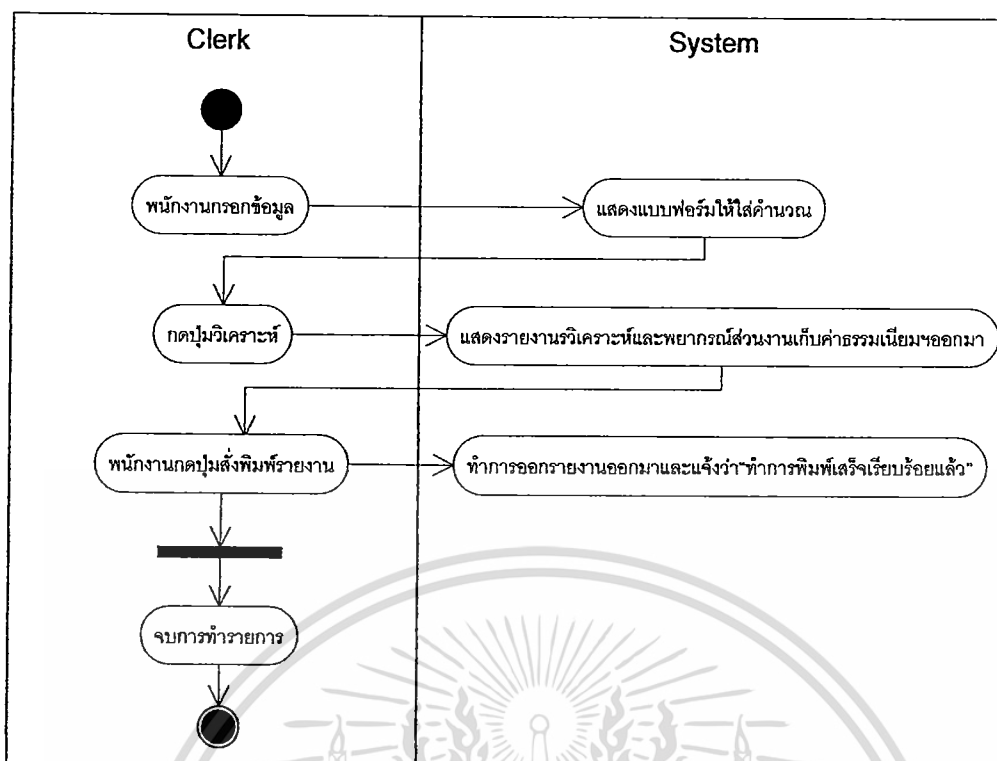 Clerk
System
พนักงานกรอกข้อมูล
แสดงแบบฟอร์มให้ใส่คำนวณ
กดปุ่มวิเคราะห์
แสดงรายงานรวิเคราะห์และพยากรณ์ส่วนงานเก็บค่าธรรมเนียมฯออกมา
พนักงานกดปุ่มสั่งพิมพ์รายงาน
ทำการออกรายงานออกมาและแจ้งว่า"ทำการพิมพ์เสร็จเรียบร้อยแล้ว"
จบการทำรายการ